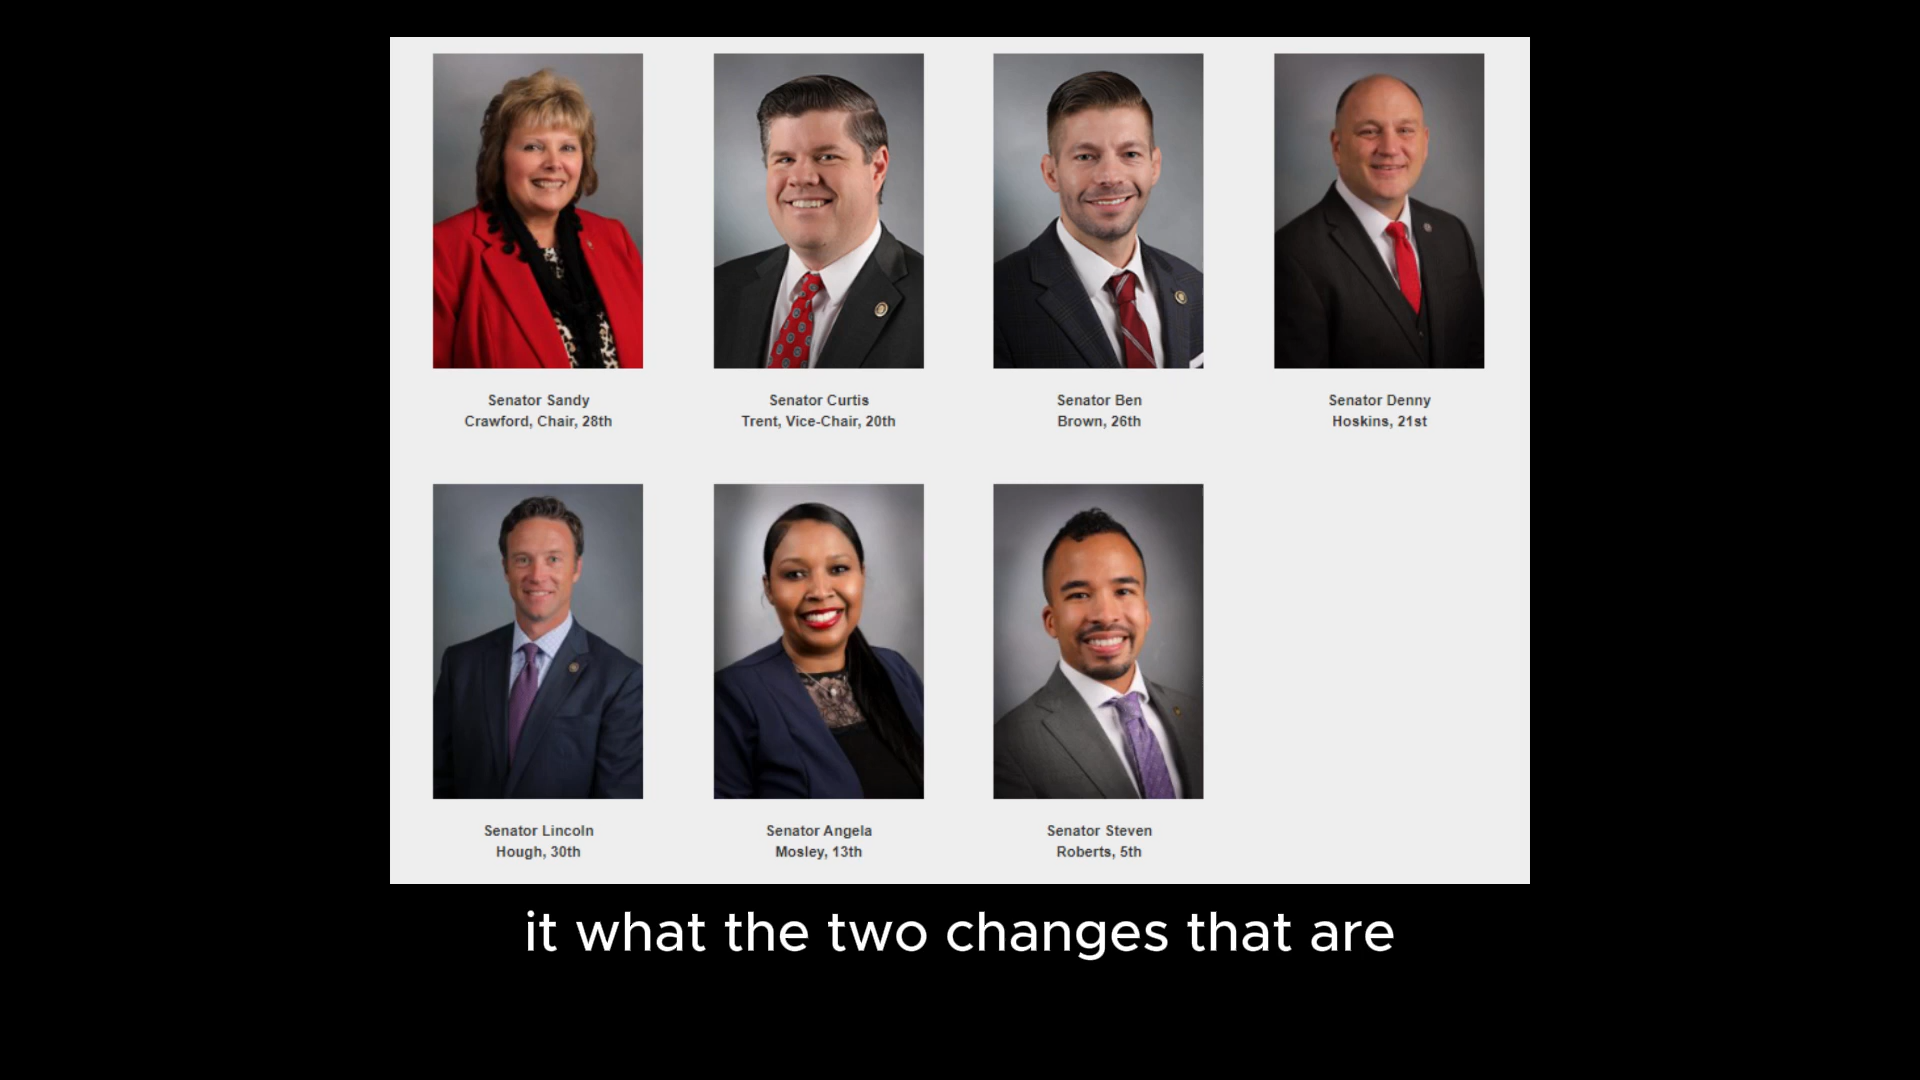 Senator Sandy
Crawford, Chair, 28th
Senator Curtis
Trent, Vice-Chair, 20th
Senator Ben
Brown, 26th
Senator Denny
Hoskins, 21st
Senator Lincoln
Hough, 30th
Senator Angela
Mosley, 13th
Senator Steven
Roberts, 5th
it what the two changes that are